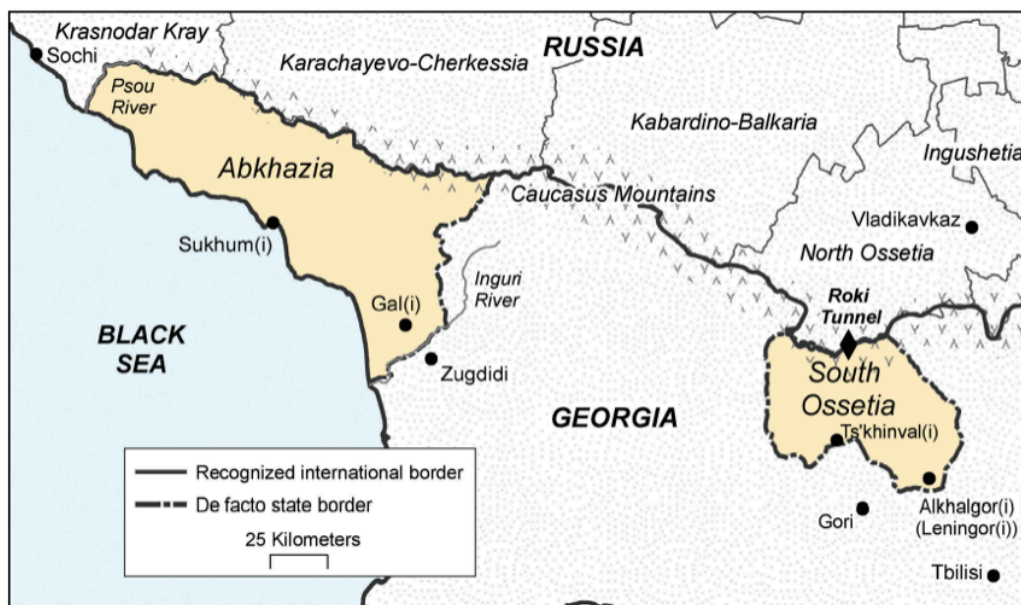 Krasnodar Kray
Sochi
Psou
River
Karachayevo-Cherkessia
RUSSIA
Kabardino-Balkaria
Ingushetia
Abkhazia
Caucasus Mountains
Vladikavkaz
North Ossetia
Sukhum(i)
Inguri
River
Gal(i)
Roki
Tunnel
BLACK
SEA
Zugdidi
South
Ossetia
GEORGIA
Ts'khinval(i)
Recognized international border
De facto state border
25 Kilometers
Gori
Alkhalgor(i)
(Leningor(i))
Tbilisi